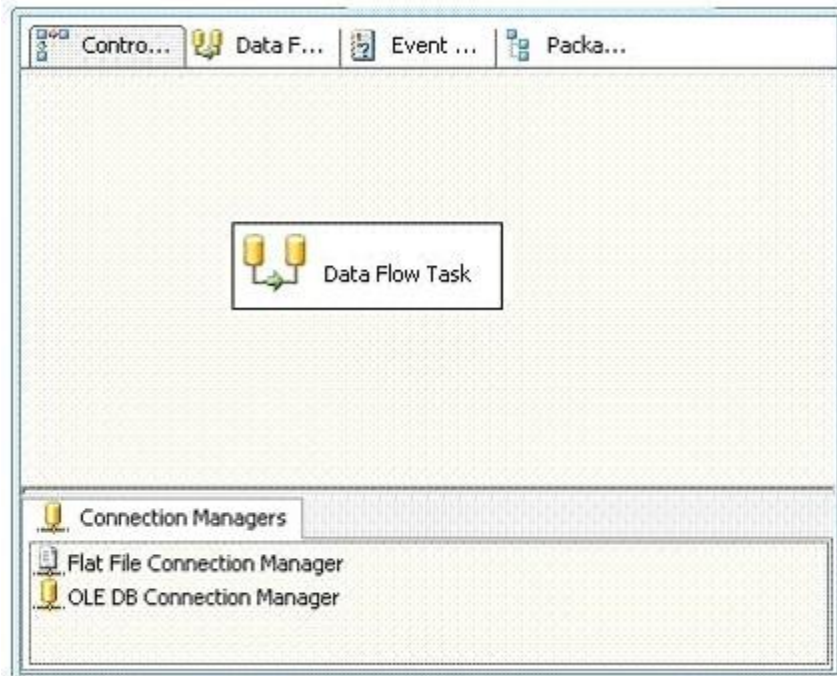 Contro... Data F... Event ... Packa...
Data Flow Task
Connection Managers
Flat File Connection Manager
OLE DB Connection Manager